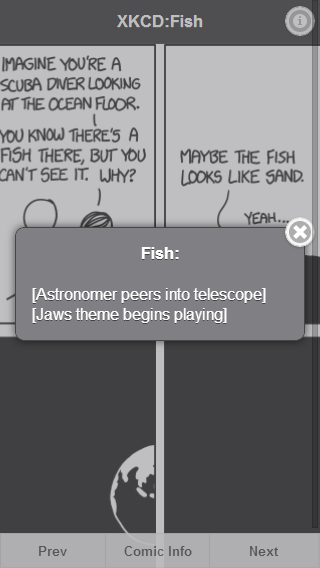 XKCD:Fish
IMAGINE YOU'RE A
SCUBA DIVER LOOKING
AT THE OCEAN FLOOR.
YOU KNOW THERE'S A
FISH THERE, BUT YOU
CAN'T SEE IT. WHY?
MAYBE THE FISH
LOOKS LIKE SAND.
YEAH...
Fish:
[Astronomer peers into telescope]
[Jaws theme begins playing]
Prev
Comic Info
Next